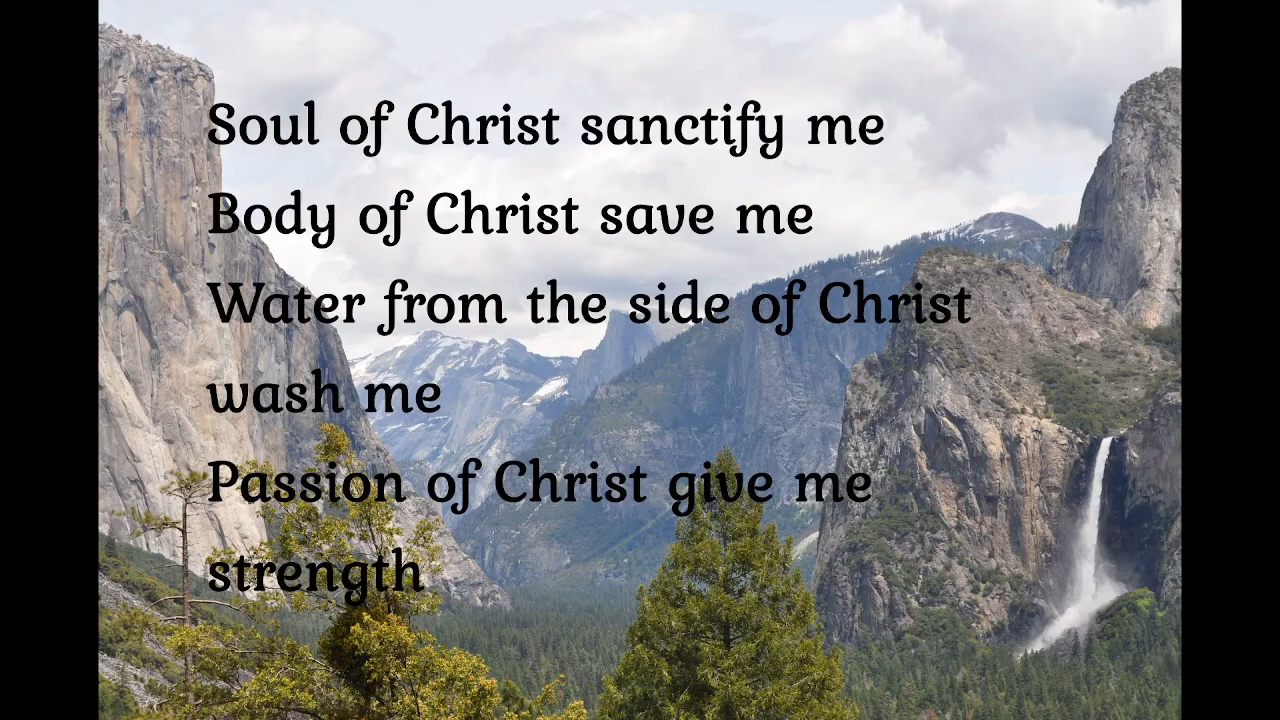 Soul of Christ sanctify me
Body of Christ save me
Water from the side of Christ
wash me
Passion of Christ give me
strength